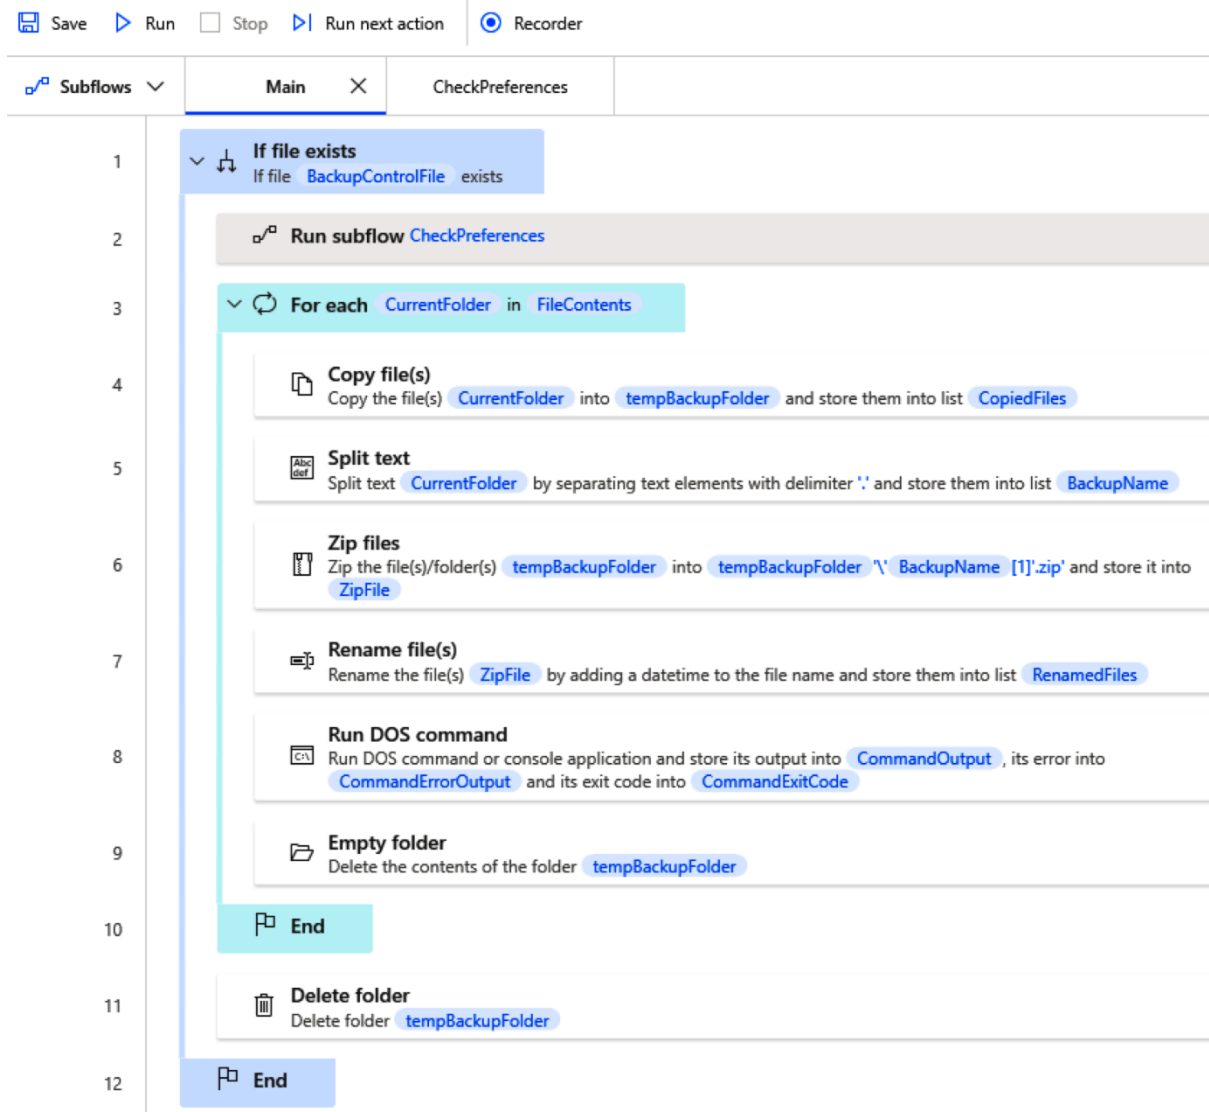 Save Run Stop Run next action Recorder
Subflows Main CheckPreferences
1 If file exists
If file BackupControlFile exists
2 Run subflow CheckPreferences
3 For each CurrentFolder in FileContents
4 Copy file(s)
Copy the file(s) CurrentFolder into tempBackupFolder and store them into list CopiedFiles
5 Abc def Split text
Split text CurrentFolder by separating text elements with delimiter '.' and store them into list BackupName
6 Zip files
Zip the file(s)/folder(s) tempBackupFolder into tempBackupFolder '\' BackupName [1]'.zip' and store it into
ZipFile
7 Rename file(s)
Rename the file(s) ZipFile by adding a datetime to the file name and store them into list RenamedFiles
8 C:\ Run DOS command
Run DOS command or console application and store its output into CommandOutput , its error into
CommandErrorOutput and its exit code into CommandExitCode
9 Empty folder
Delete the contents of the folder tempBackupFolder
10 End
11 Delete folder
Delete folder tempBackupFolder
12 End